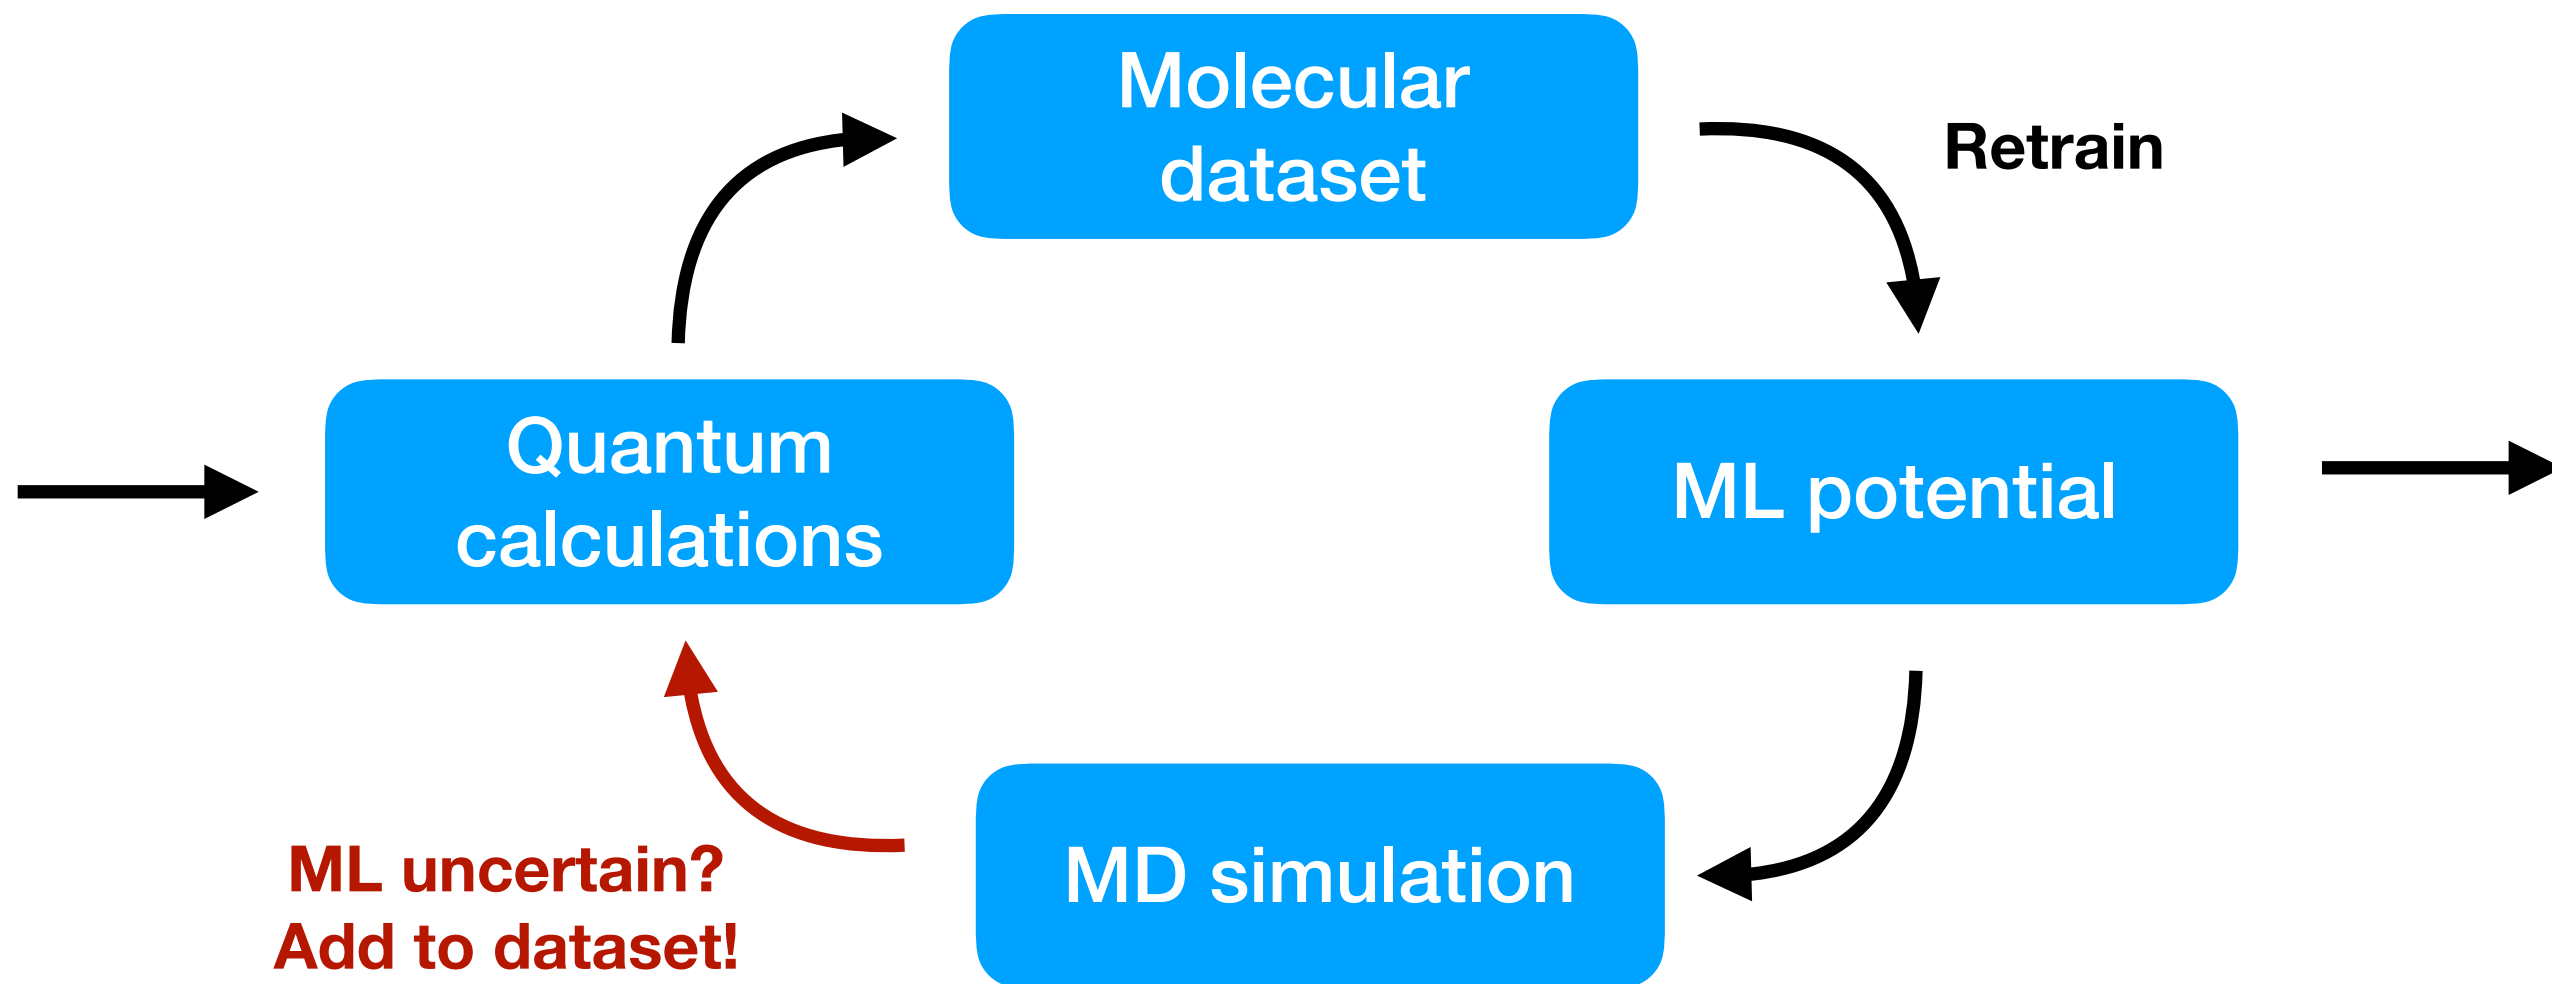 Molecular
dataset
Retrain
Quantum
calculations
ML potential
MD simulation
ML uncertain?
Add to dataset!